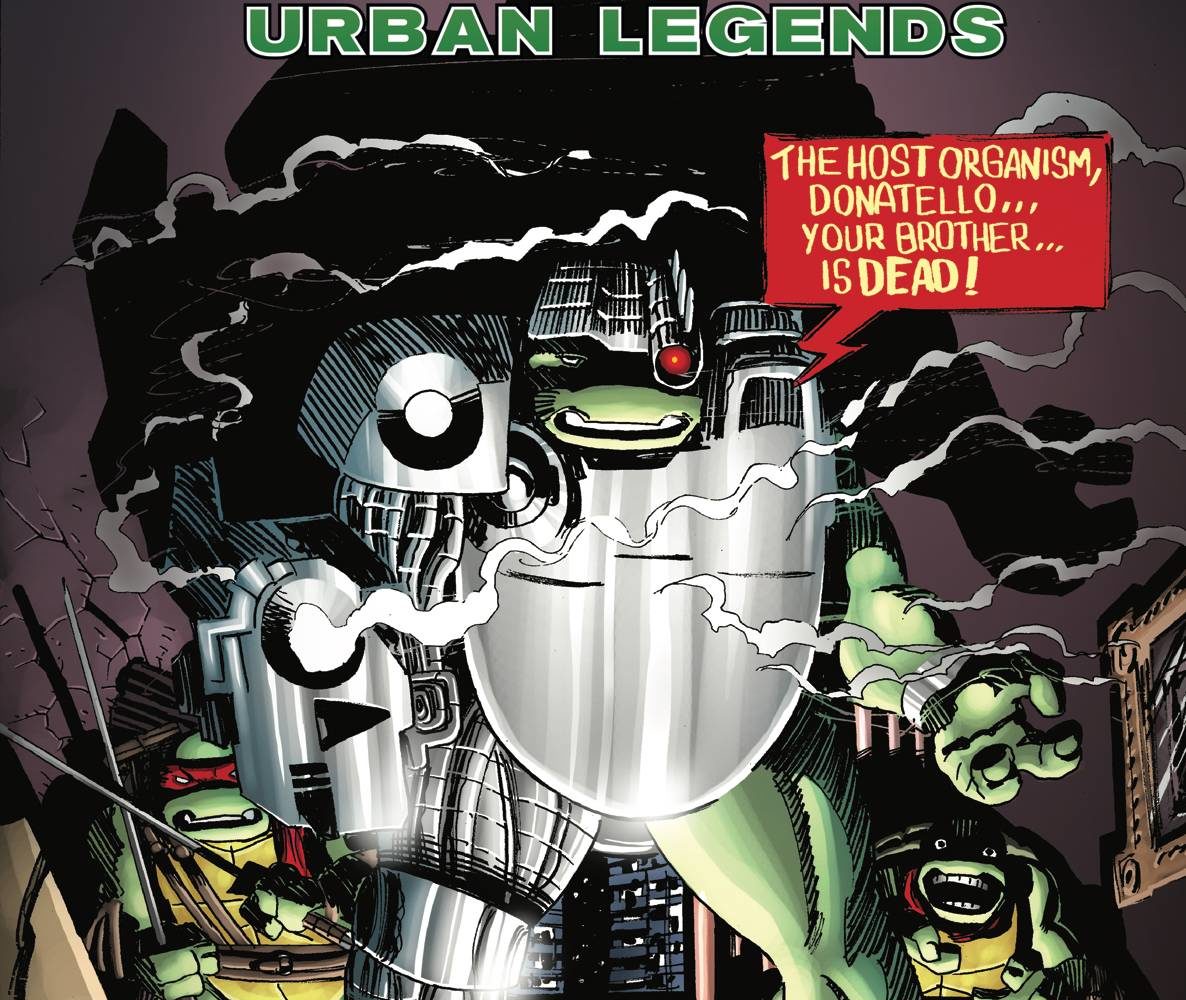 URBAN LEGENDS
THE HOST ORGANISM,
DONATELLO...
YOUR BROTHER...
IS DEAD!